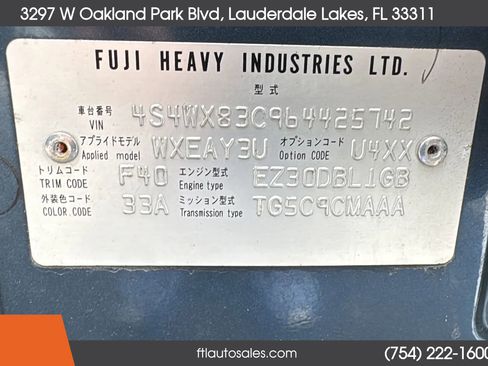 3297 W Oakland Park Blvd, Lauderdale Lakes, FL 33311
FUJI HEAVY INDUSTRIES LTD.
型式
車台番号 VIN 4S4WX83C964425742
アプライドモデル Applied model WXEAY3U オプションコード Option CODE U4XX
トリムコード TRIM CODE F40 エンジン型式 Engine type EZ30DBL1GB
外装色コード COLOR CODE 33A ミッション型式 Transmission type TG5C9CMAAA
ftlautosales.com
(754) 222-1600